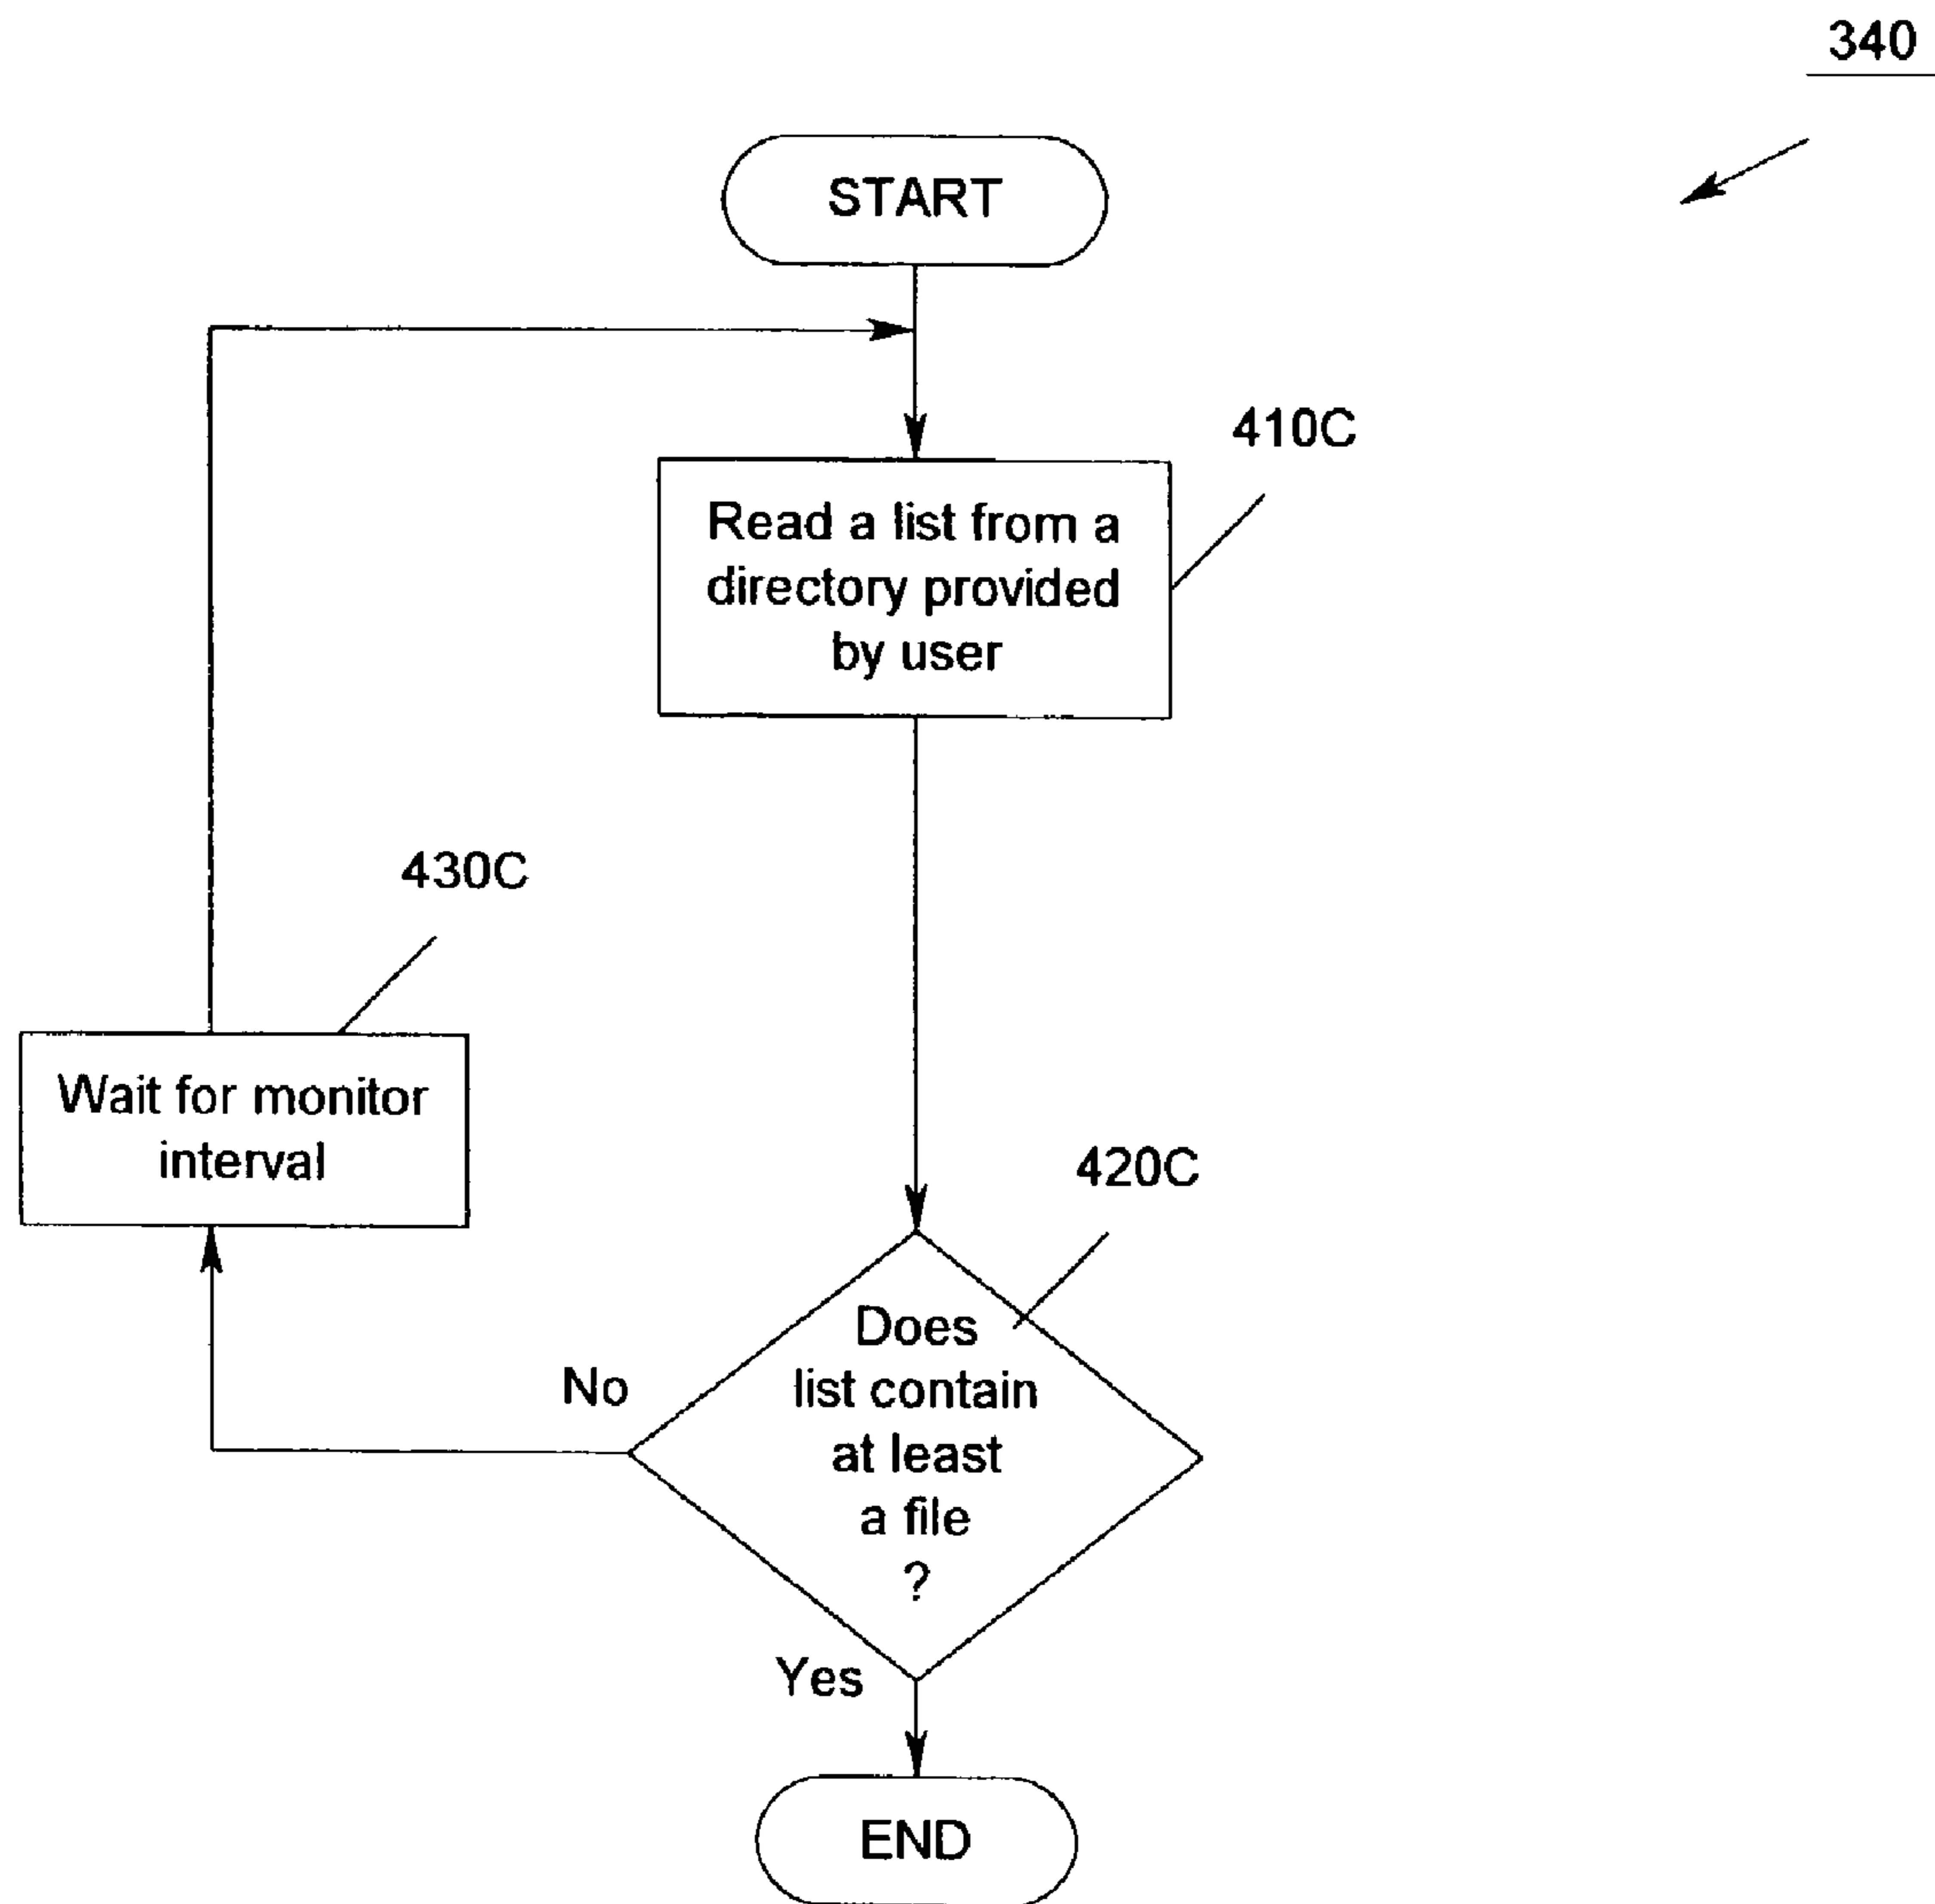 340
START
410C
Read a list from a
directory provided
by user
430C
Wait for monitor
interval
420C
Does
list contain
at least
a file
?
No
Yes
END